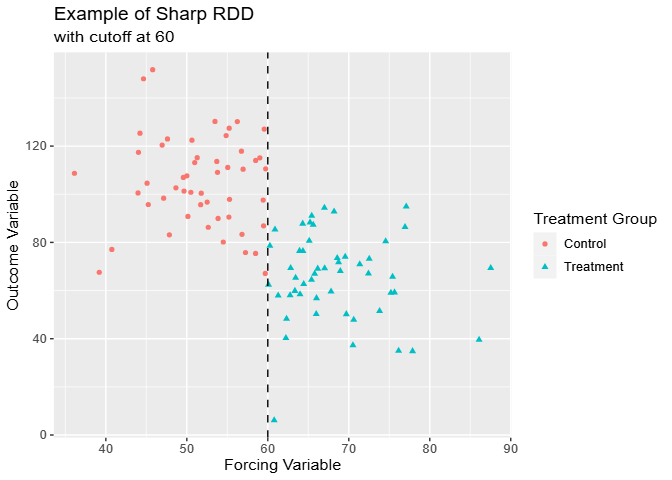 Example of Sharp RDD
with cutoff at 60
Outcome Variable
120
80
40
0
40
50
60
70
80
90
Forcing Variable
Treatment Group
Control
Treatment